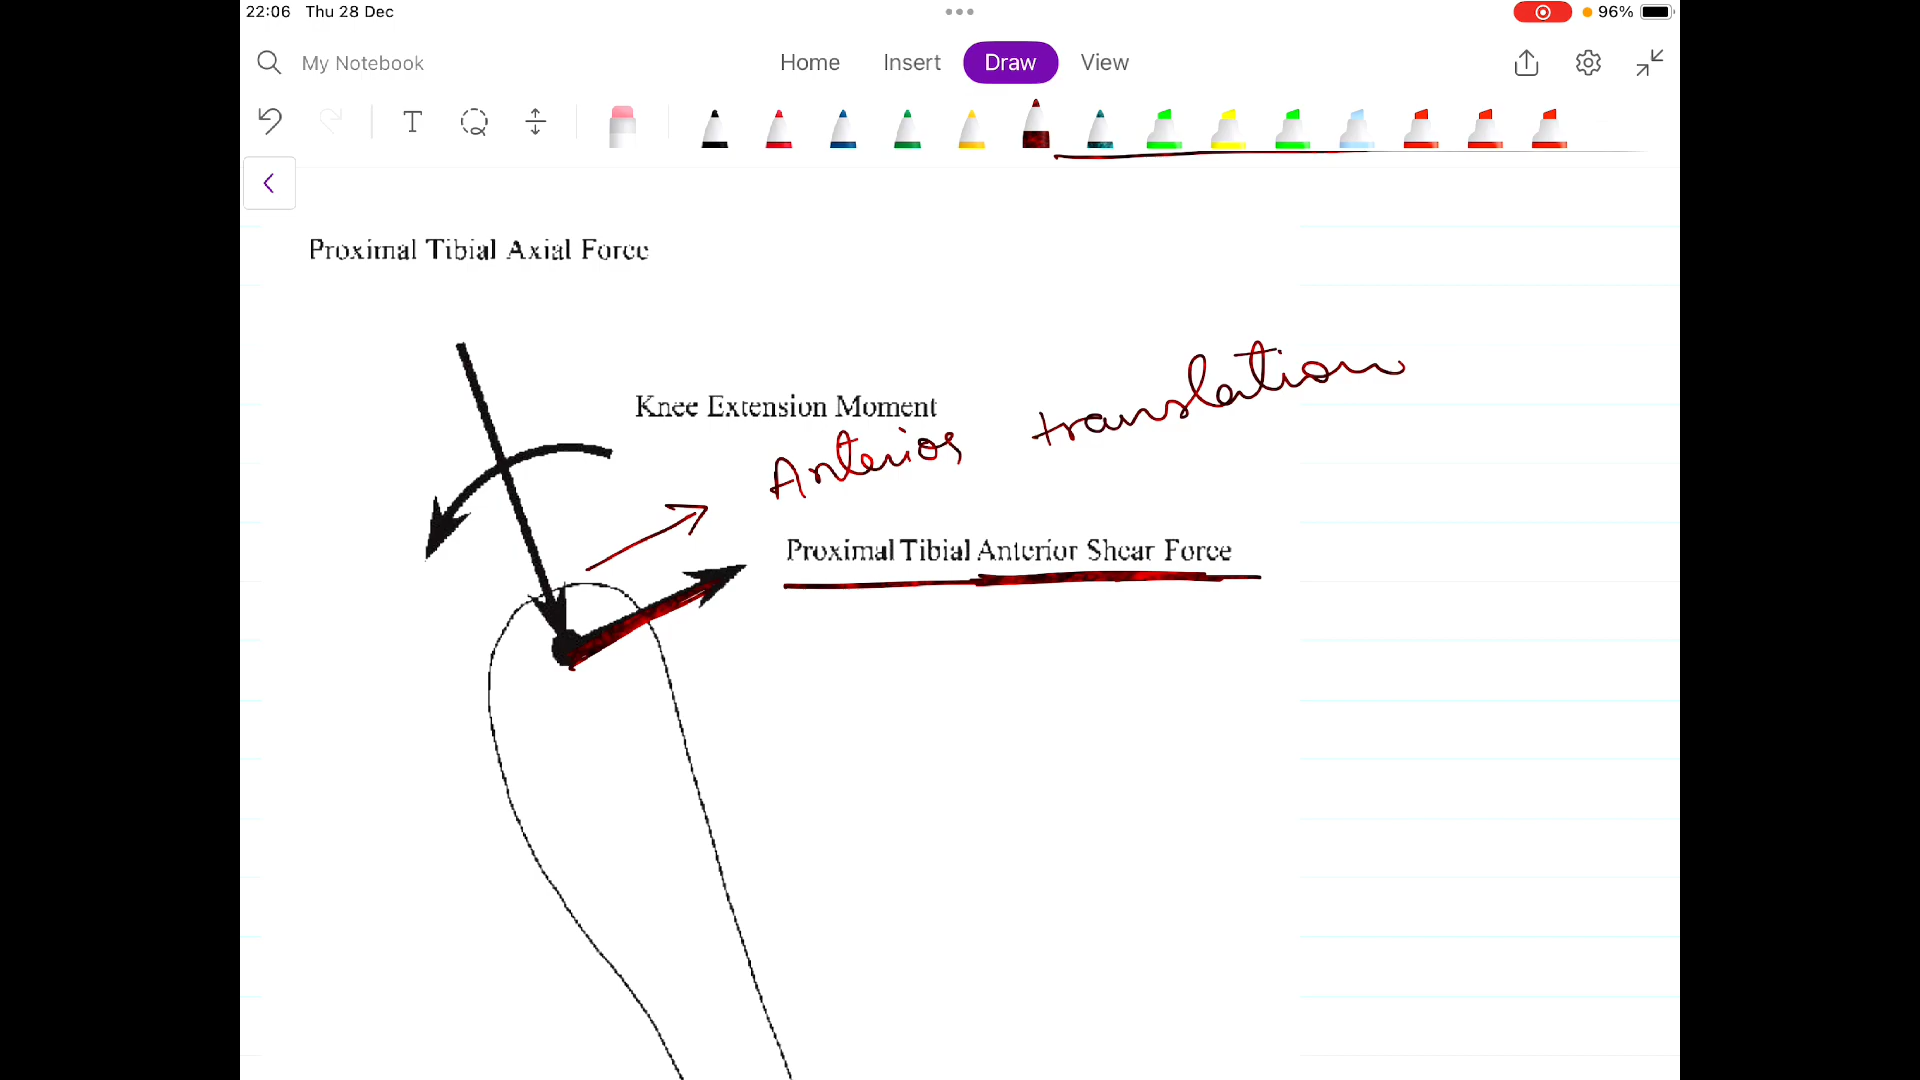 22:06 Thu 28 Dec 96%
My Notebook Home Insert Draw View
T
Proximal Tibial Axial Force
Knee Extension Moment
Anterior translation
Proximal Tibial Anterior Shear Force